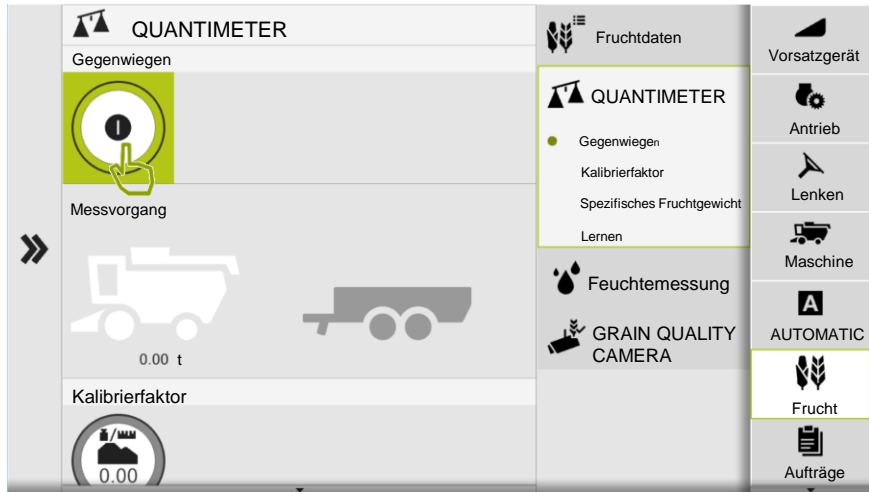 QUANTIMETER
Gegenwiegen
Messvorgang
0.00 t
Kalibrierfaktor
0.00
Fruchtdaten
QUANTIMETER
Gegenwiegen
Kalibrierfaktor
Spezifisches Fruchtgewicht
Lernen
Feuchtemessung
GRAIN QUALITY
CAMERA
Vorsatzgerät
Antrieb
Lenken
Maschine
A
AUTOMATIC
Frucht
Aufträge